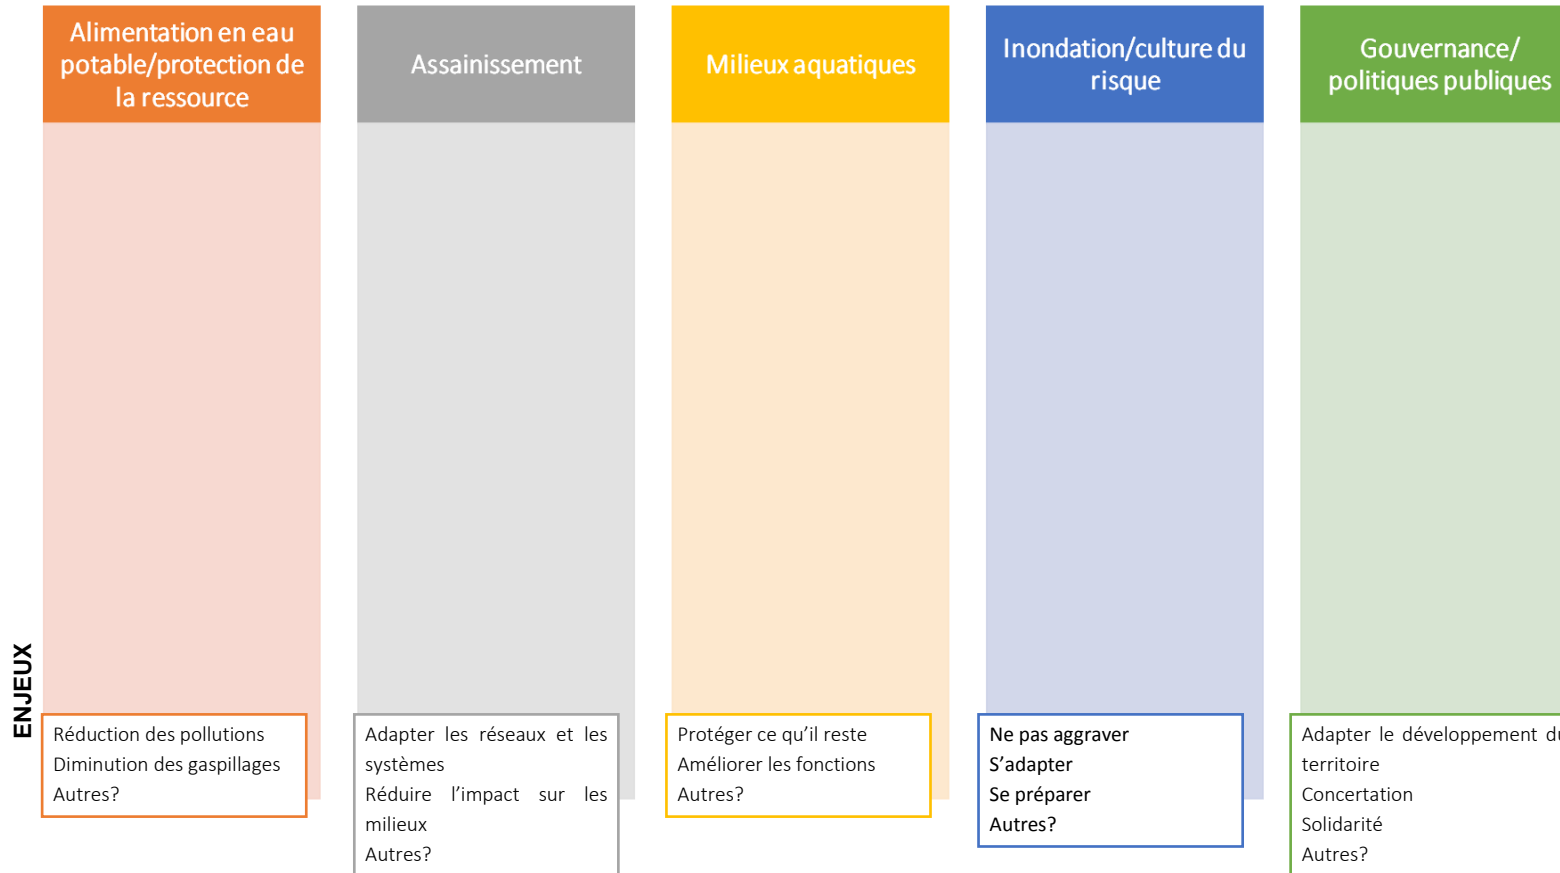 Alimentation en eau
potable/protection de
la ressource
Assainissement
Milieux aquatiques
Inondation/culture du
risque
Gouvernance/
politiques publiques
ENJEUX
Réduction des pollutions
Diminution des gaspillages
Autres?
Adapter les réseaux et les
systèmes
Réduire l’impact sur les
milieux
Autres?
Protéger ce qu’il reste
Améliorer les fonctions
Autres?
Ne pas aggraver
S’adapter
Se préparer
Autres?
Adapter le développement du
territoire
Concertation
Solidarité
Autres?